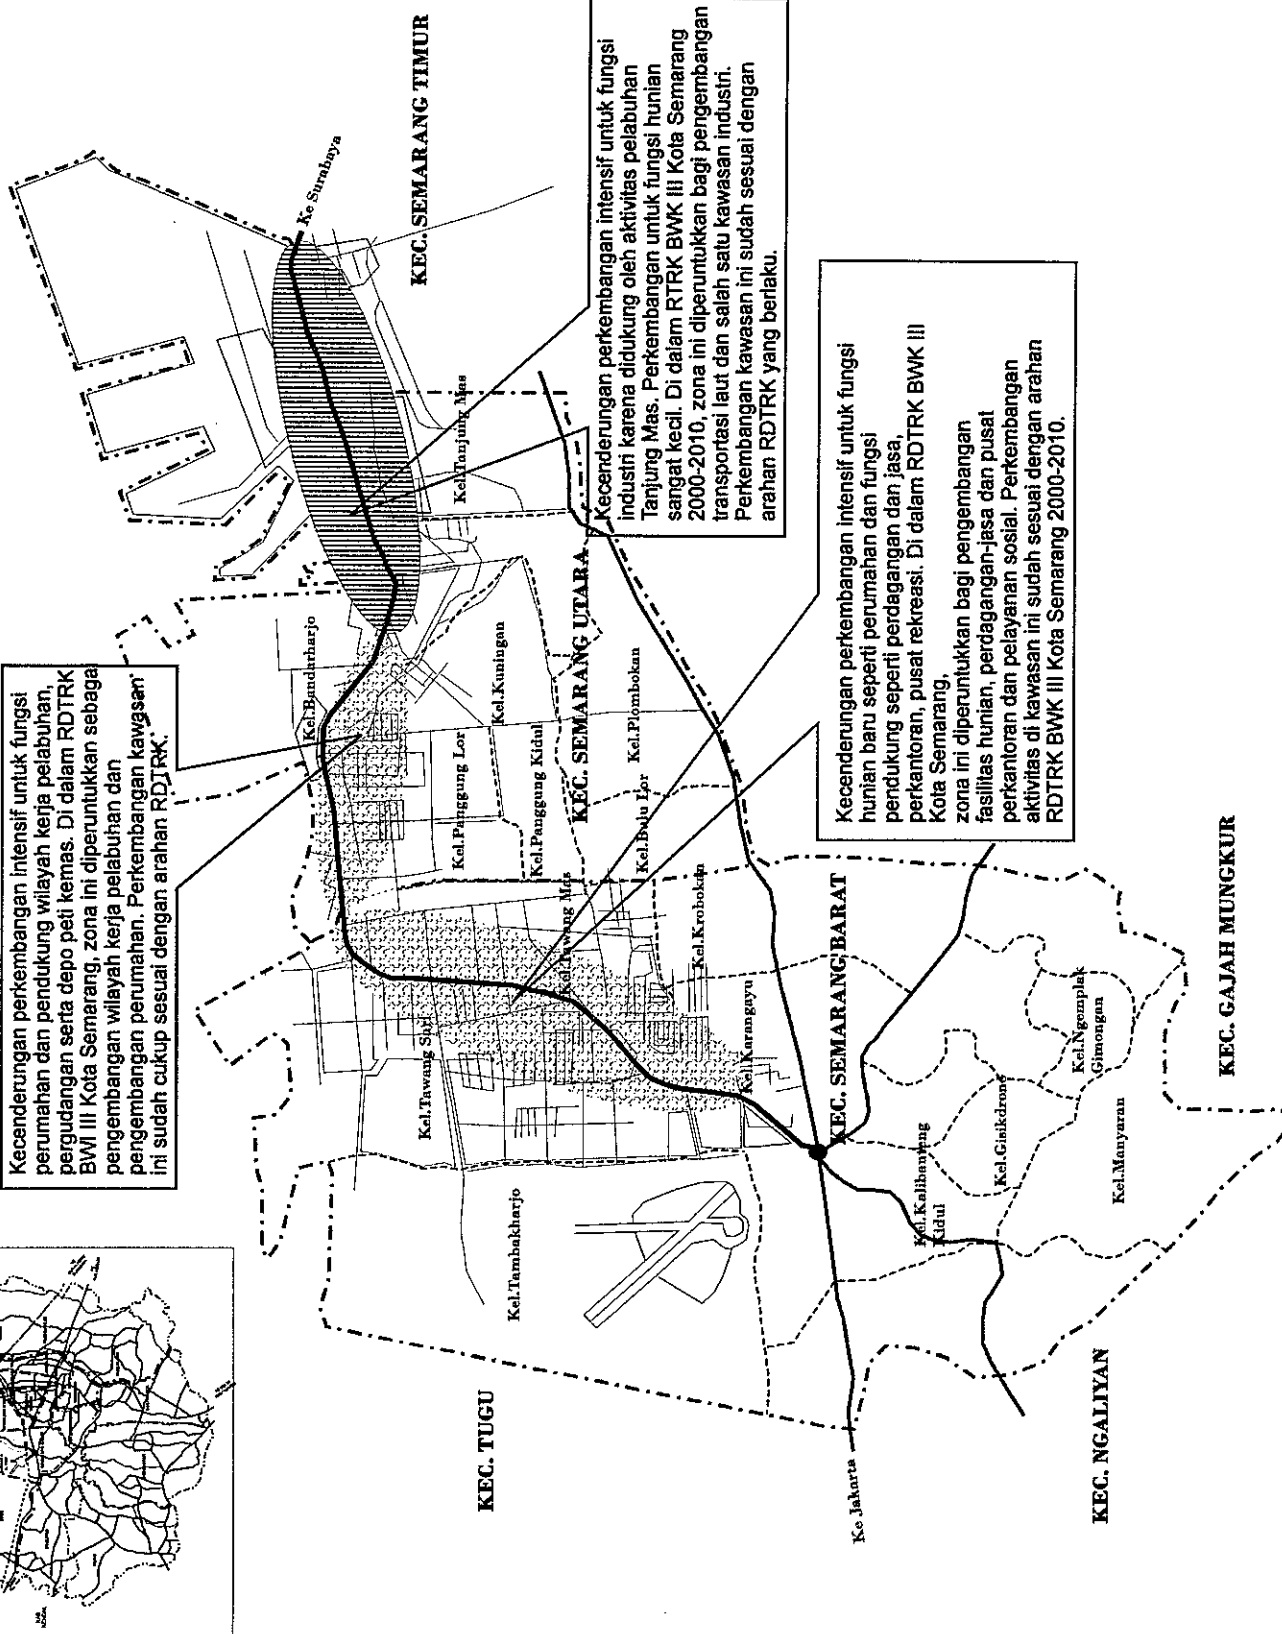 Kecenderungan perkembangan intensif untuk fungsi
perumahan dan pendukung wilayah kerja pelabuhan,
pergudangan serta depo peti kemas. Di dalam RDTRK
BWI III Kota Semarang, zona ini diperuntukkan sebagai
pengembangan wilayah kerja pelabuhan dan
pengembangan perumahan. Perkembangan kawasan
ini sudah cukup sesuai dengan arahan RDTRK.
Ke Surabaya
KEC. SEMARANG TIMUR
Kecenderungan perkembangan intensif untuk fungsi
industri karena didukung oleh aktivitas pelabuhan
Tanjung Mas. Perkembangan untuk fungsi hunian
sangat kecil. Di dalam RTRK BWK III Kota Semarang
2000-2010, zona ini diperuntukkan bagi pengembangan
transportasi laut dan salah satu kawasan industri.
Perkembangan kawasan ini sudah sesuai dengan
arahan RDTRK yang berlaku.
Kel.Tanjung Mas
Kel.Bandarharjo
Kel.Kuningan
Kel.Panggung Lor
Kel.Panggung Kidul
KEC. SEMARANG UTARA
Kel.Plombokan
Kel.Bulu Lor
Kel.Tawang Mas
Kel.Krobokan
Kel.Tawang Sari
Kel.Karangayu
KEC. SEMARANG BARAT
Kecenderungan perkembangan intensif untuk fungsi
hunian baru seperti perumahan dan fungsi
pendukung seperti perdagangan dan jasa,
perkantoran, pusat rekreasi. Di dalam RDTRK BWK III
Kota Semarang,
zona ini diperuntukkan bagi pengembangan
fasilitas hunian, perdagangan-jasa dan pusat
perkantoran dan pelayanan sosial. Perkembangan
aktivitas di kawasan ini sudah sesuai dengan arahan
RDTRK BWK III Kota Semarang 2000-2010.
Kel.Tambakharjo
Kel.Kalibanteng
Kidul
Kel.Gisikdrono
Kel.Ngemplak
Gimongan
Kel.Manyaran
KEC. GAJAH MUNGKUR
KEC. TUGU
Ke Jakarta
KEC. NGALIYAN